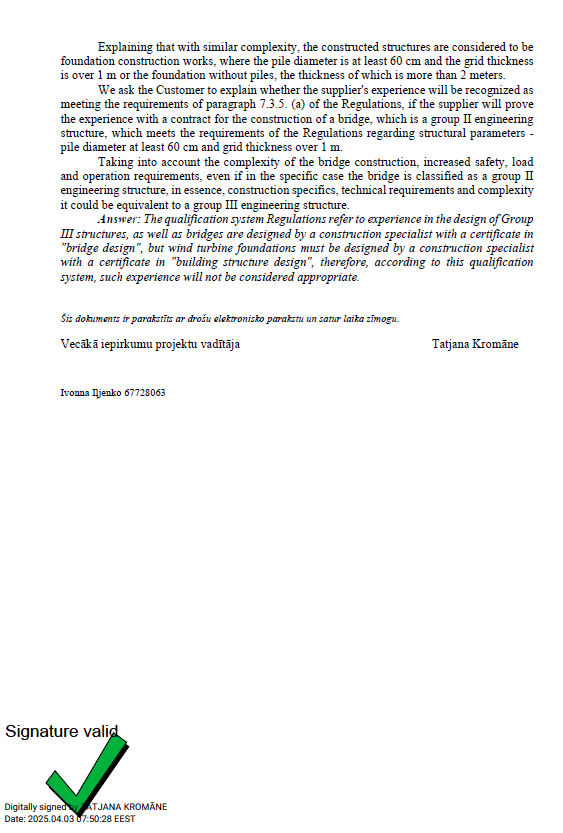 Explaining that with similar complexity, the constructed structures are considered to be
foundation construction works, where the pile diameter is at least 60 cm and the grid thickness
is over 1 m or the foundation without piles, the thickness of which is more than 2 meters.
We ask the Customer to explain whether the supplier's experience will be recognized as
meeting the requirements of paragraph 7.3.5. (a) of the Regulations, if the supplier will prove
the experience with a contract for the construction of a bridge, which is a group II engineering
structure, which meets the requirements of the Regulations regarding structural parameters -
pile diameter at least 60 cm and grid thickness over 1 m.
Taking into account the complexity of the bridge construction, increased safety, load
and operation requirements, even if in the specific case the bridge is classified as a group II
engineering structure, in essence, construction specifics, technical requirements and complexity
it could be equivalent to a group III engineering structure.
Answer: The qualification system Regulations refer to experience in the design of Group
III structures, as well as bridges are designed by a construction specialist with a certificate in
"bridge design", but wind turbine foundations must be designed by a construction specialist
with a certificate in "building structure design", therefore, according to this qualification
system, such experience will not be considered appropriate.
Šis dokuments ir parakstīts ar drošu elektronisko parakstu un satur laika zīmogu.
Vecākā iepirkumu projektu vadītāja Tatjana Kromāne
Ivonna Iļjenko 67728063
Signature valid
Digitally signed by TATJANA KROMĀNE
Date: 2025.04.03 07:50:28 EEST